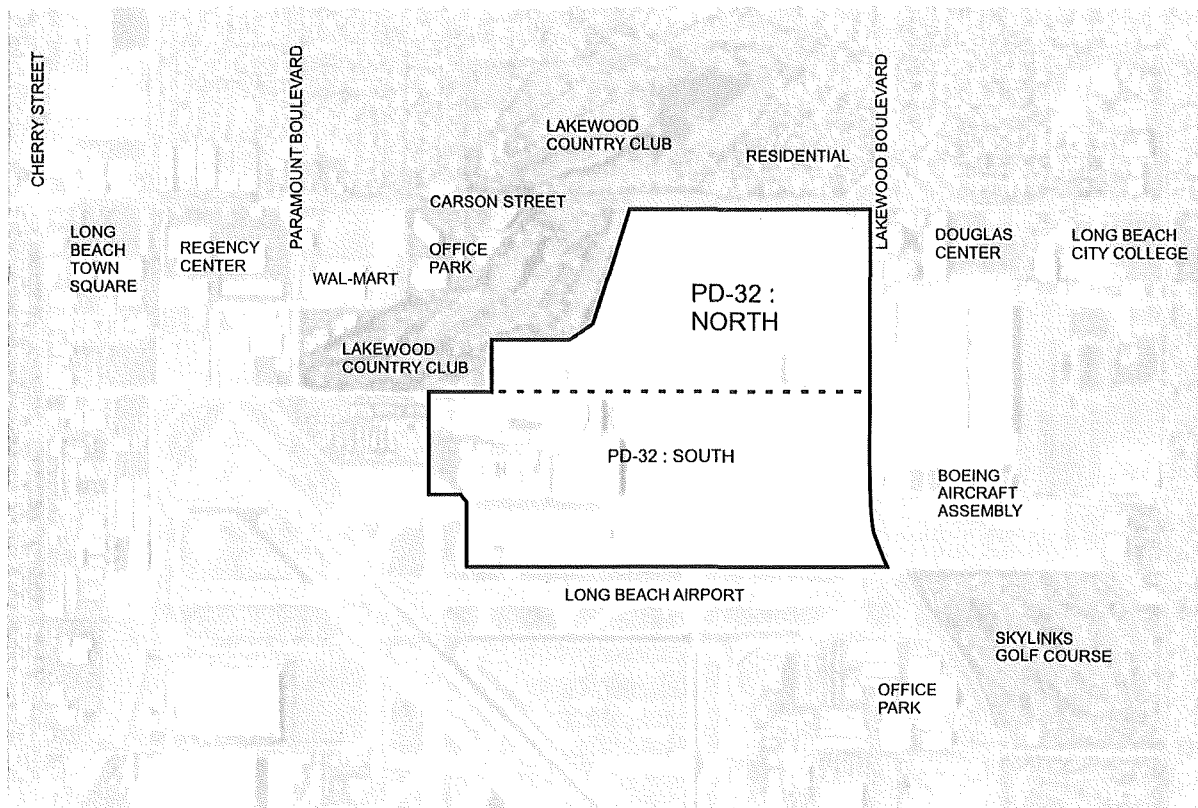 CHERRY STREET
PARAMOUNT BOULEVARD
LAKEWOOD BOULEVARD
LAKEWOOD
COUNTRY CLUB
RESIDENTIAL
CARSON STREET
LONG
BEACH
TOWN
SQUARE
REGENCY
CENTER
WAL-MART
OFFICE
PARK
DOUGLAS
CENTER
LONG BEACH
CITY COLLEGE
PD-32 :
NORTH
LAKEWOOD
COUNTRY CLUB
PD-32 : SOUTH
BOEING
AIRCRAFT
ASSEMBLY
LONG BEACH AIRPORT
SKYLINKS
GOLF COURSE
OFFICE
PARK